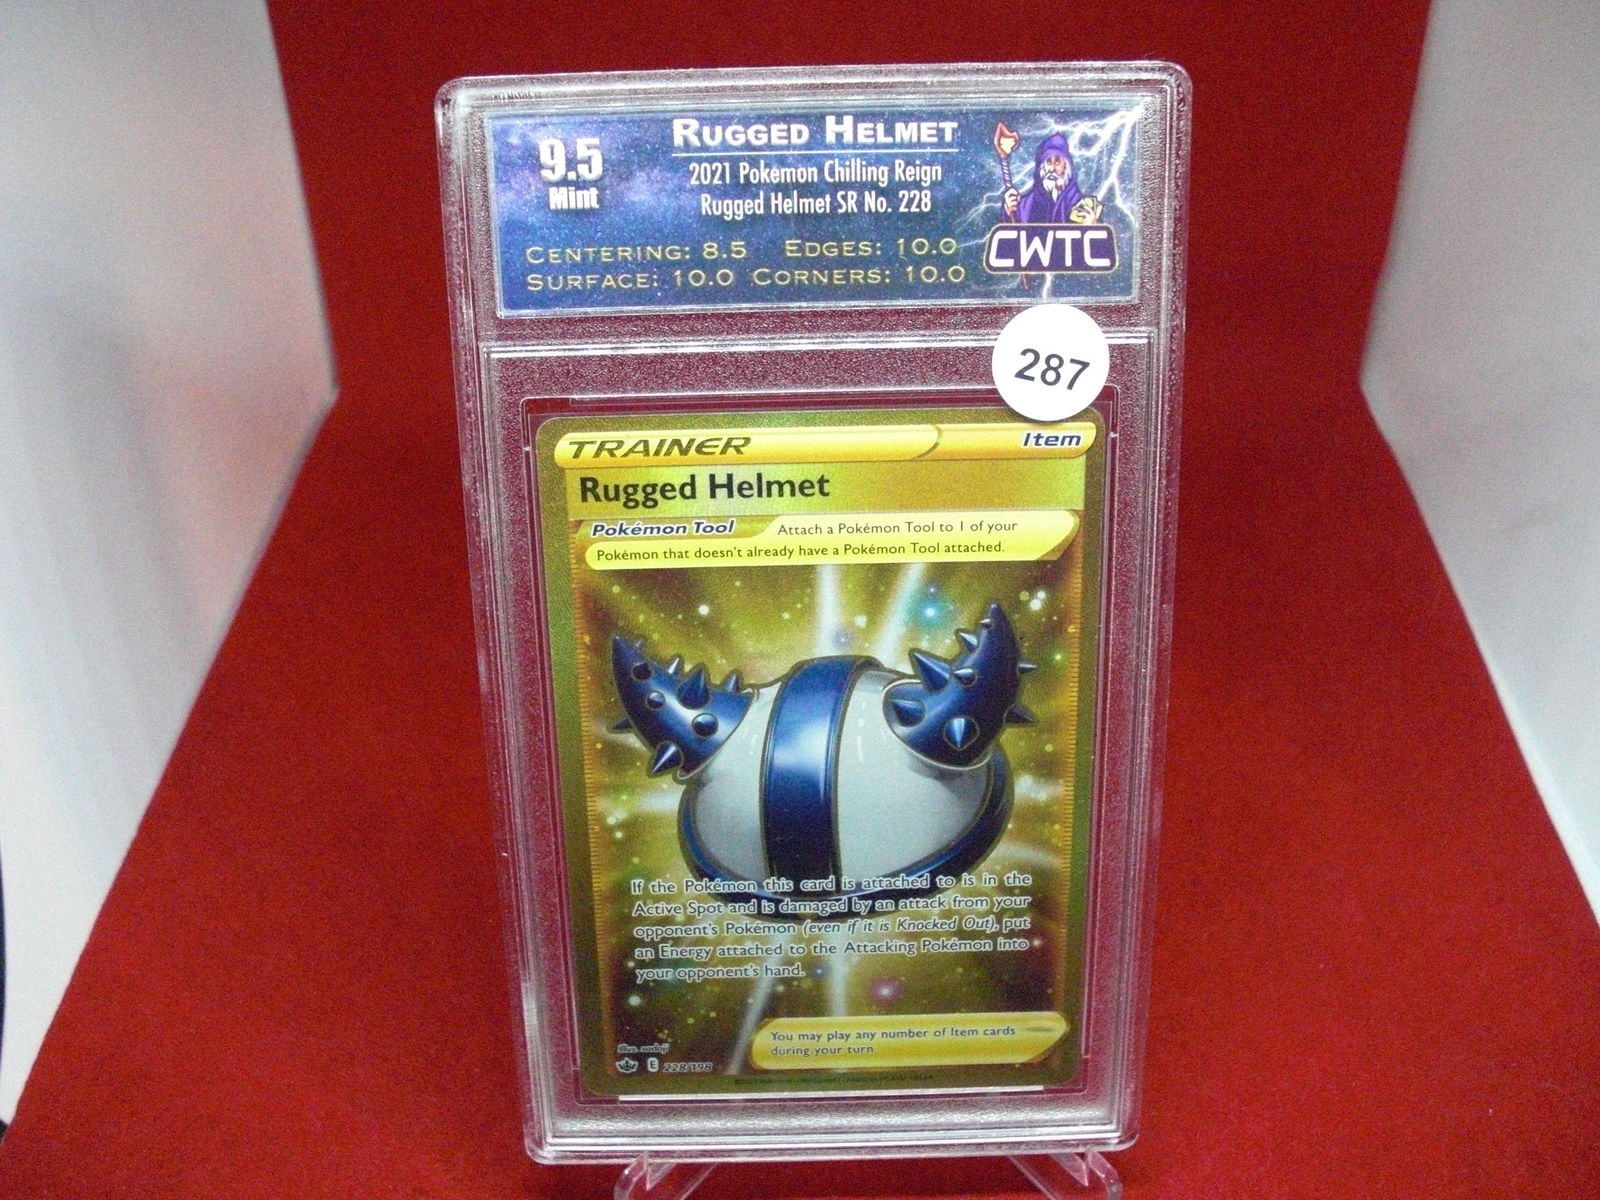 9.5
Mint
RUGGED HELMET
2021 Pokemon Chilling Reign
Rugged Helmet SR No. 228
CENTERING: 8.5 EDGES: 10.0
SURFACE: 10.0 CORNERS: 10.0
CWTC
287
TRAINER Item
Rugged Helmet
Pokémon Tool Attach a Pokémon Tool to 1 of your
Pokémon that doesn't already have a Pokémon Tool attached.
If the Pokémon this card is attached to is in the
Active Spot and is damaged by an attack from your
opponent's Pokémon (even if it is Knocked Out), put
an Energy attached to the Attacking Pokémon into
your opponent's hand.
You may play any number of Item cards
during your turn.
Illus. sadaji
E 228/198